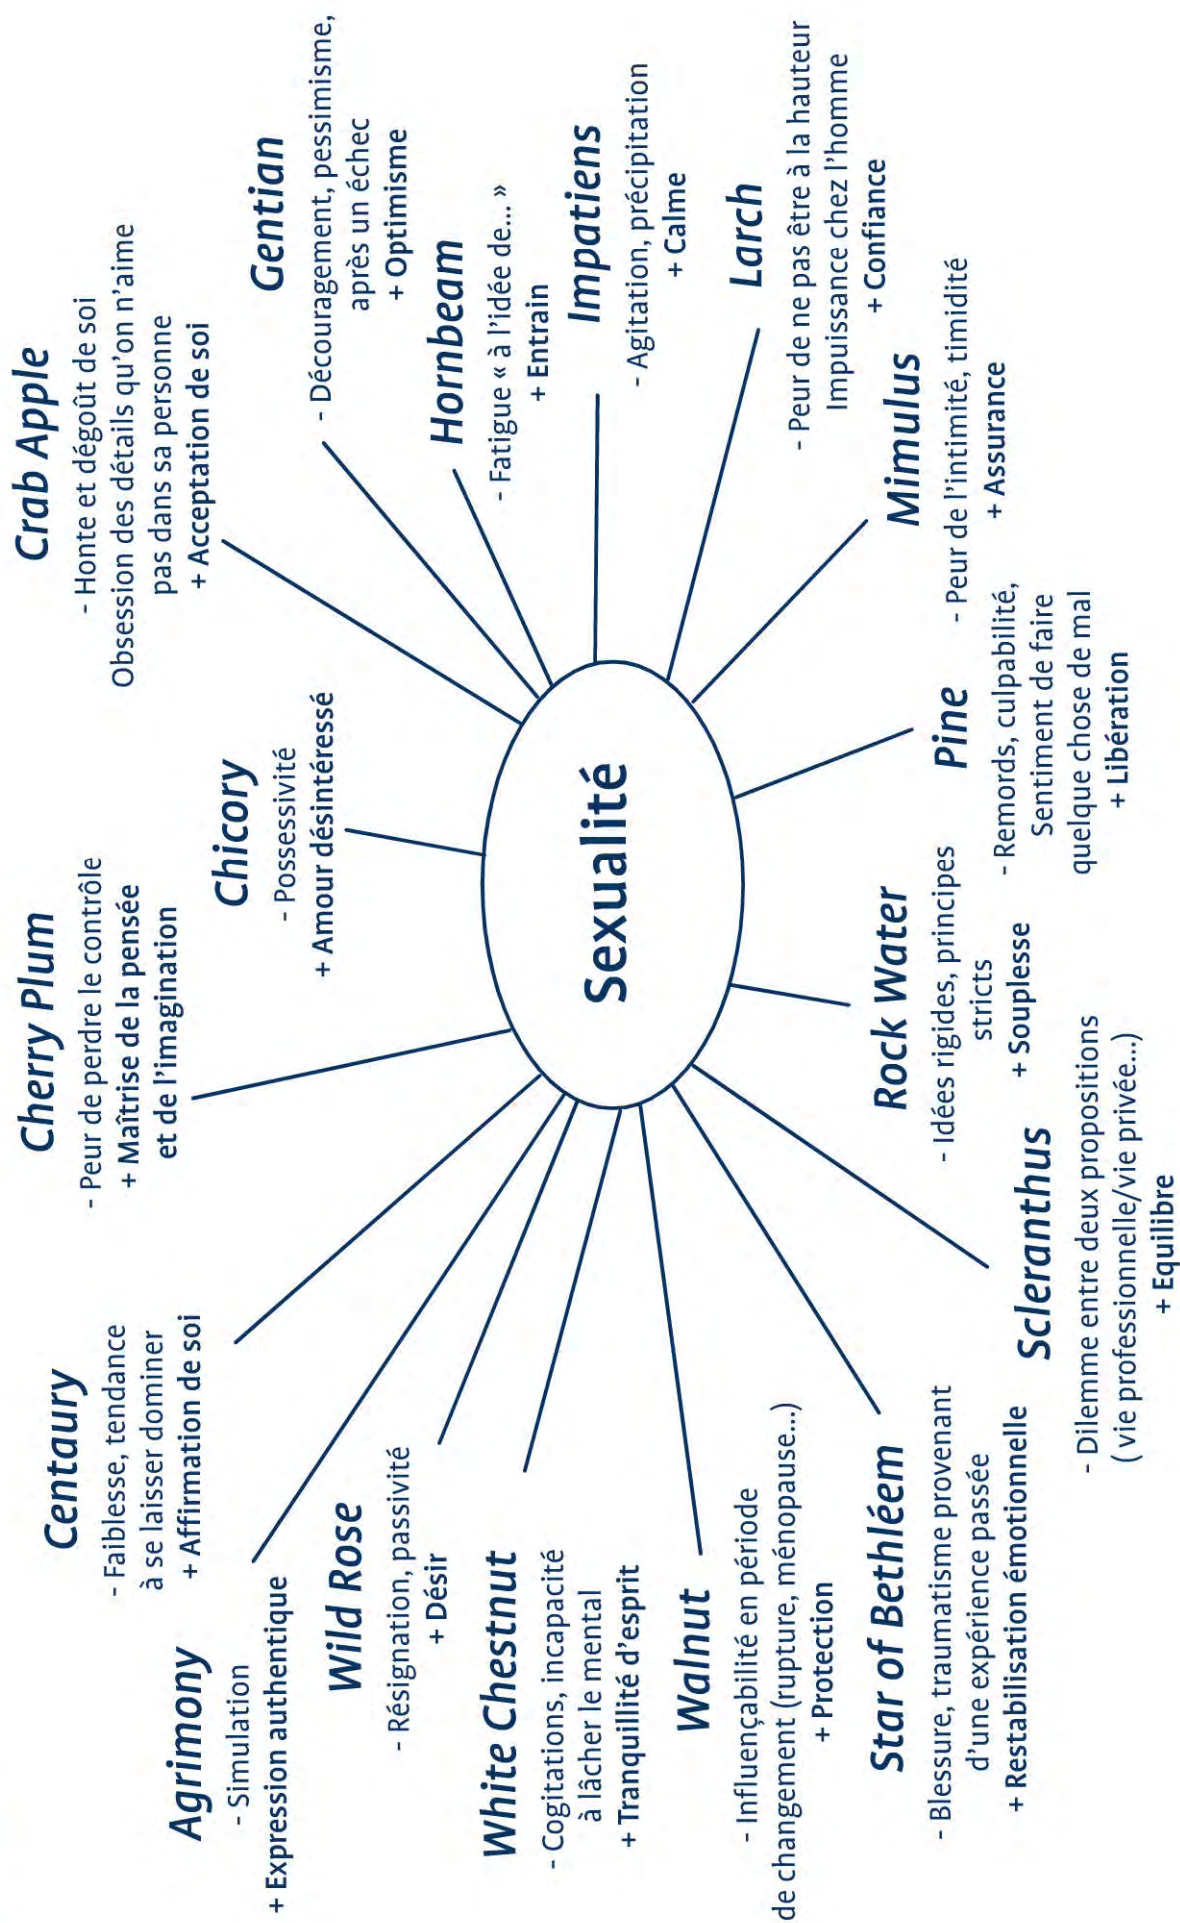 Sexualité
Agrimony
- Simulation
+ Expression authentique
Centaury
- Faiblesse, tendance
à se laisser dominer
+ Affirmation de soi
Cherry Plum
- Peur de perdre le contrôle
+ Maîtrise de la pensée
et de l'imagination
Chicory
- Possessivité
+ Amour désintéressé
Crab Apple
- Honte et dégoût de soi
Obsession des détails qu'on n'aime
pas dans sa personne
+ Acceptation de soi
Gentian
- Découragement, pessimisme,
après un échec
+ Optimisme
Hornbeam
- Fatigue « à l'idée de... »
+ Entrain
Impatiens
- Agitation, précipitation
+ Calme
Larch
- Peur de ne pas être à la hauteur
Impuissance chez l'homme
+ Confiance
Mimulus
- Peur de l'intimité, timidité
+ Assurance
Pine
- Remords, culpabilité,
Sentiment de faire
quelque chose de mal
+ Libération
Rock Water
- Idées rigides, principes
stricts
+ Souplesse
Scleranthus
- Dilemme entre deux propositions
( vie professionnelle/vie privée...)
+ Equilibre
Star of Bethléem
- Blessure, traumatisme provenant
d'une expérience passée
+ Restabilisation émotionnelle
Walnut
- Influençabilité en période
de changement (rupture, ménopause...)
+ Protection
White Chestnut
- Cogitations, incapacité
à lâcher le mental
+ Tranquillité d'esprit
Wild Rose
- Résignation, passivité
+ Désir